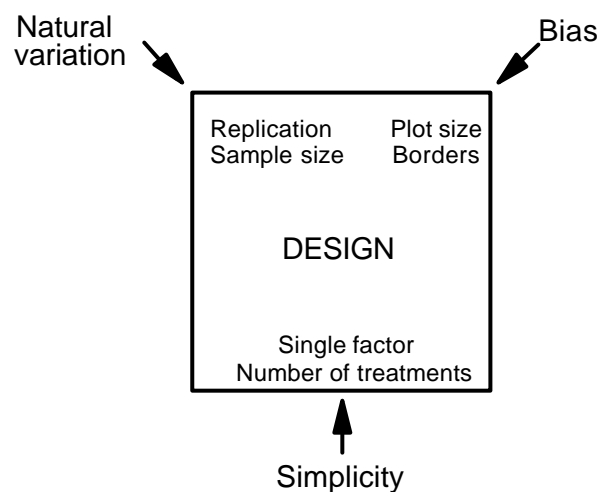 Natural
variation
Bias
Replication
Sample size
Plot size
Borders
DESIGN
Single factor
Number of treatments
Simplicity